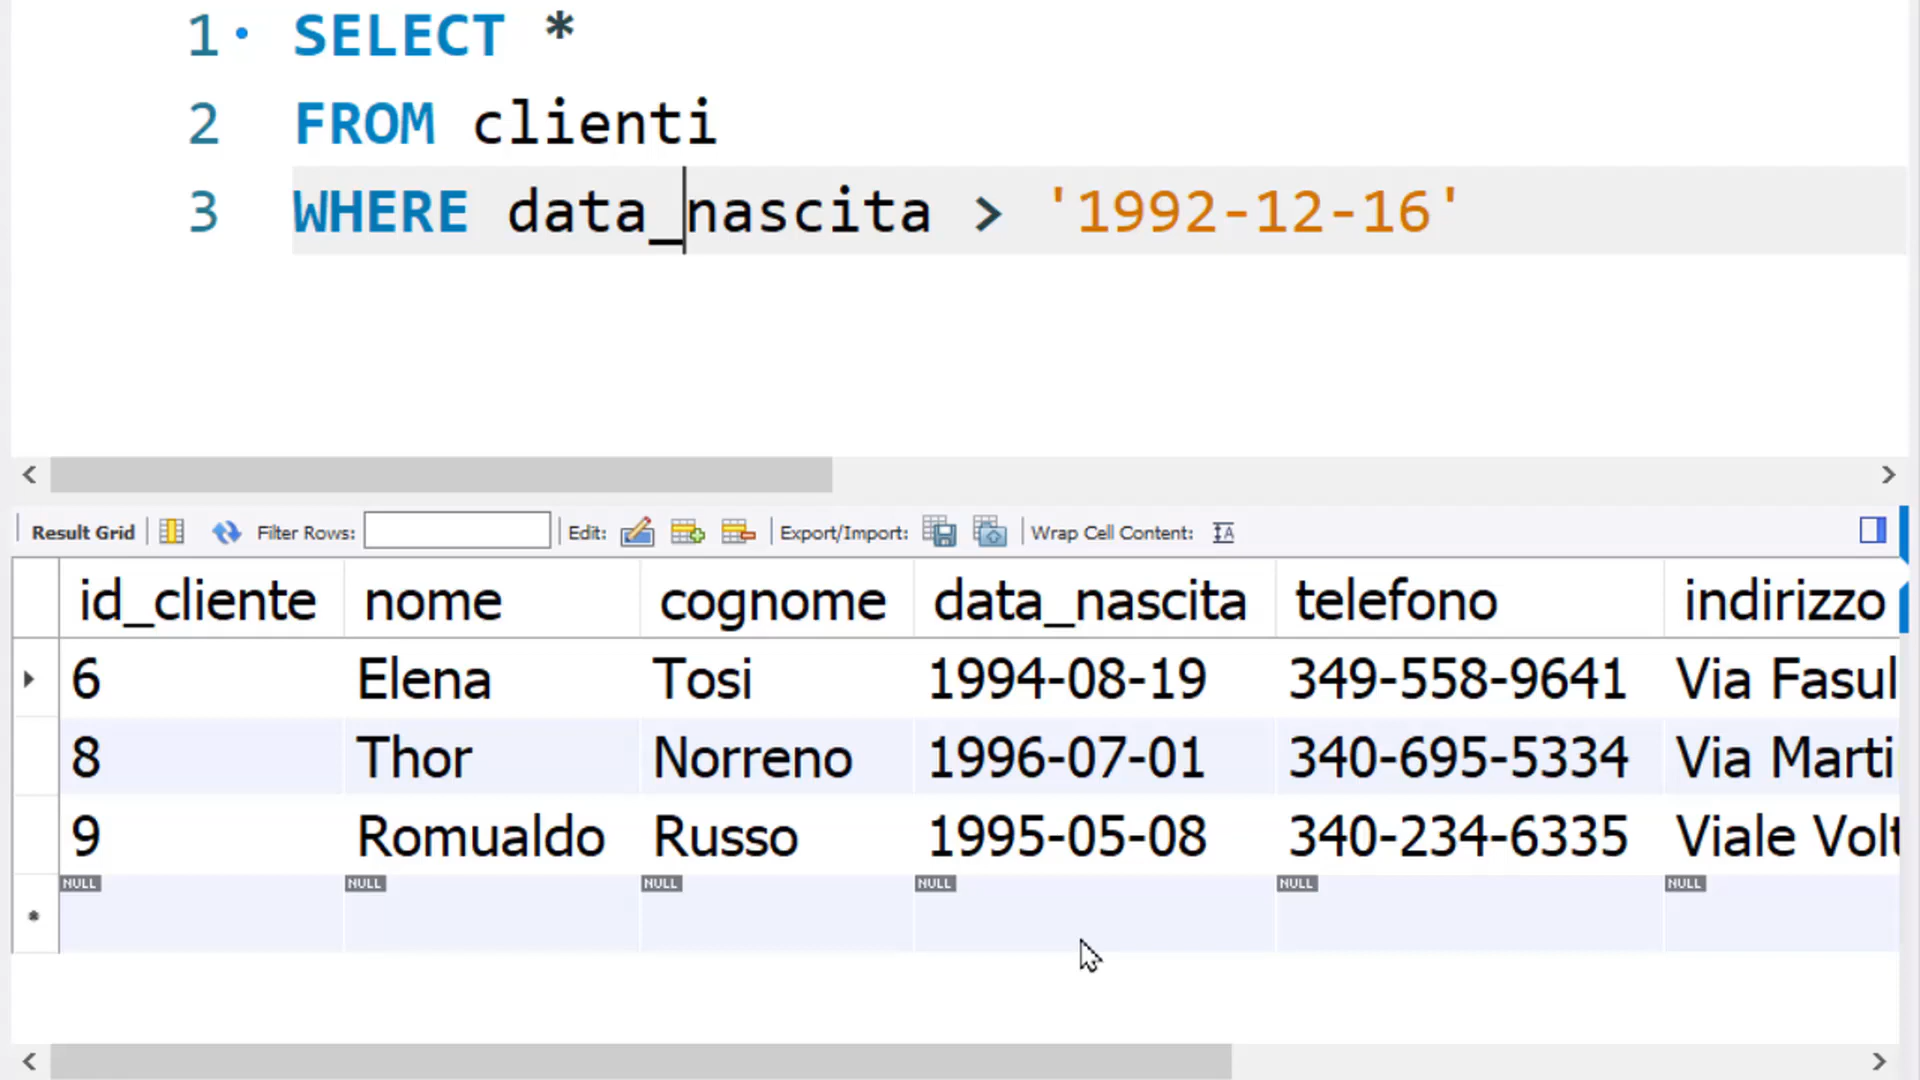 1 SELECT *
2 FROM clienti
3 WHERE data_nascita > '1992-12-16'
Result Grid Filter Rows: Edit: Export/Import: Wrap Cell Content: IA
id_cliente nome cognome data_nascita telefono indirizzo
6 Elena Tosi 1994-08-19 349-558-9641 Via Fasul
8 Thor Norreno 1996-07-01 340-695-5334 Via Marti
9 Romualdo Russo 1995-05-08 340-234-6335 Viale Volt
NULL NULL NULL NULL NULL NULL